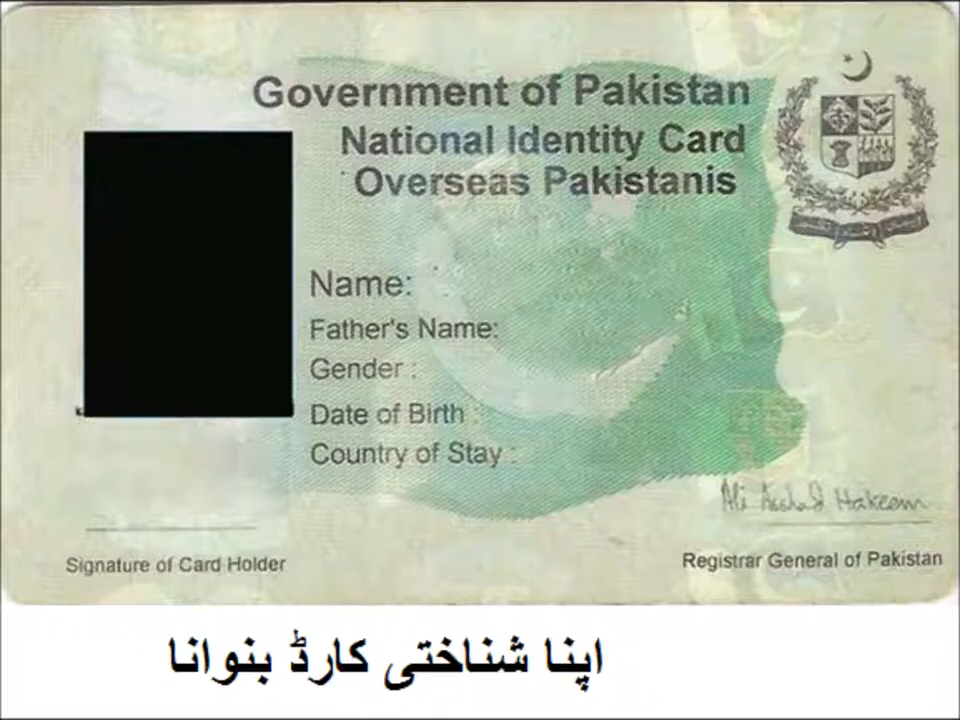 Government of Pakistan
National Identity Card
Overseas Pakistanis
Name:
Father's Name:
Gender :
Date of Birth :
Country of Stay :
Ali Arshad Hakeem
Signature of Card Holder
Registrar General of Pakistan
اپنا شناختی کارڈ بنوانا